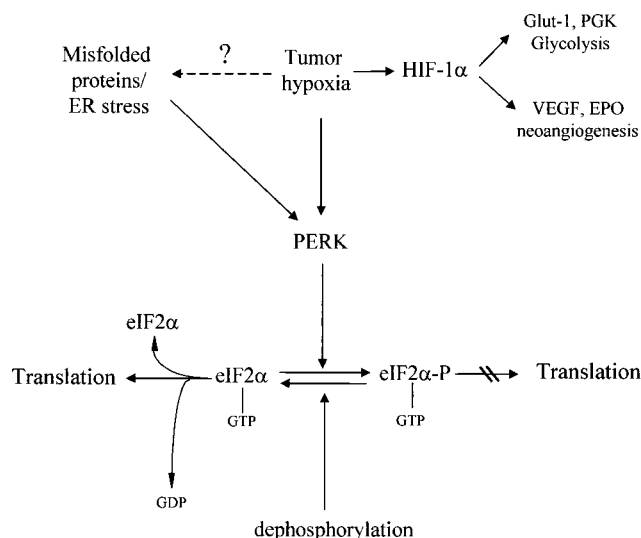 Glut-1, PGK
Glycolysis
?
Misfolded
proteins/
ER stress
Tumor
hypoxia
HIF-1α
VEGF, EPO
neoangiogenesis
PERK
eIF2α
Translation
eIF2α
GTP
eIF2α-P
GTP
Translation
GDP
dephosphorylation